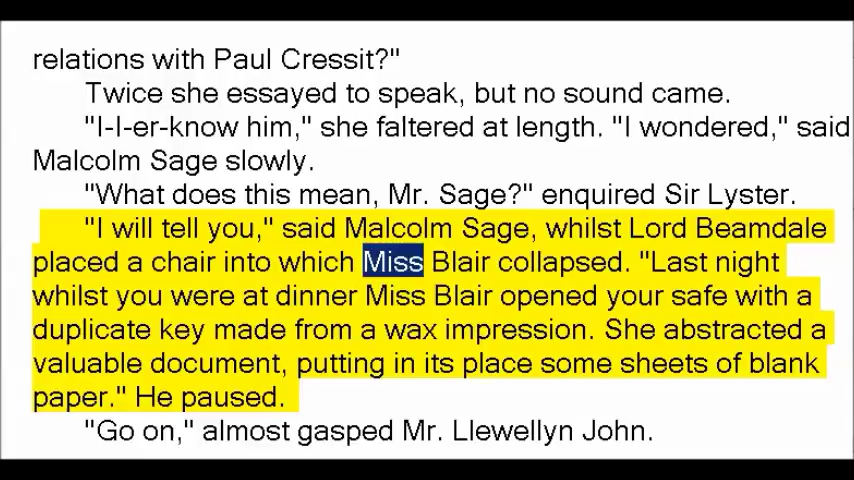 relations with Paul Cressit?"
Twice she essayed to speak, but no sound came.
"I-I-er-know him," she faltered at length. "I wondered," said
Malcolm Sage slowly.
"What does this mean, Mr. Sage?" enquired Sir Lyster.
"I will tell you," said Malcolm Sage, whilst Lord Beamdale
placed a chair into which Miss Blair collapsed. "Last night
whilst you were at dinner Miss Blair opened your safe with a
duplicate key made from a wax impression. She abstracted a
valuable document, putting in its place some sheets of blank
paper." He paused.
"Go on," almost gasped Mr. Llewellyn John.